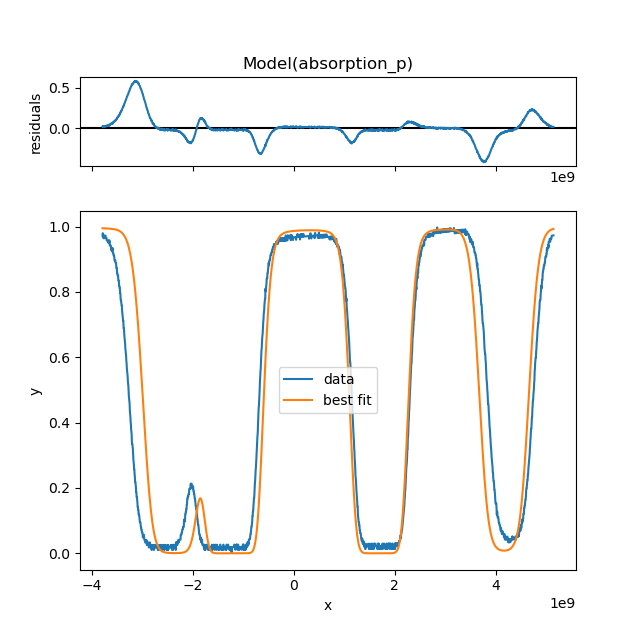 Model(absorption_p)
residuals
0.5
0.0
1e9
y
1.0
0.8
0.6
0.4
0.2
0.0
data
best fit
−4
−2
0
2
4
x
1e9